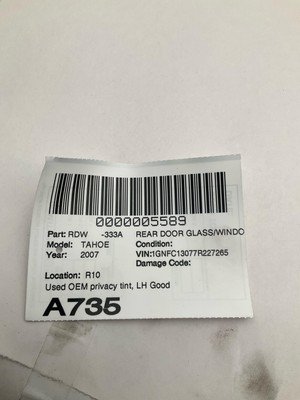 0000005589
Part: RDW -333A REAR DOOR GLASS/WINDO
Model: TAHOE Condition:
Year: 2007 VIN:1GNFC13077R227265
Damage Code:
Location: R10
Used OEM privacy tint, LH Good
A735